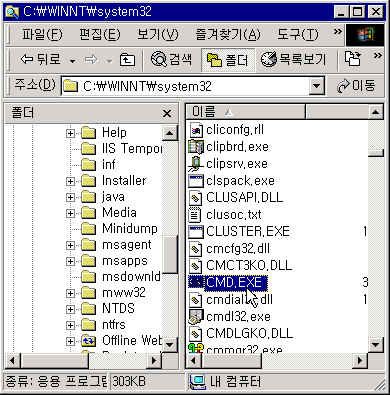 C:₩WINNT₩system32
파일(F) 편집(E) 보기(V) 즐겨찾기(A) 도구(T) »
뒤로 검색 폴더 목록보기 »
주소(D) C:₩WINNT₩system32 이동
폴더
Help
IIS Tempor
inf
Installer
java
Media
Minidump
msagent
msapps
msdownld
mww32
NTDS
ntfrs
Offline Web
이름
cliconfg,rll
clipbrd,exe
clipsrv,exe
clspack,exe
CLUSAPI,DLL
clusoc,txt
CLUSTER,EXE 1
cmcfg32,dll
CMCT3KO,DLL
CMD,EXE 3
cmdial32,dll 1
cmdl32,exe
CMDLGKO,DLL
cmmgr32,exe
종류: 응용 프로그램 303KB 내 컴퓨터